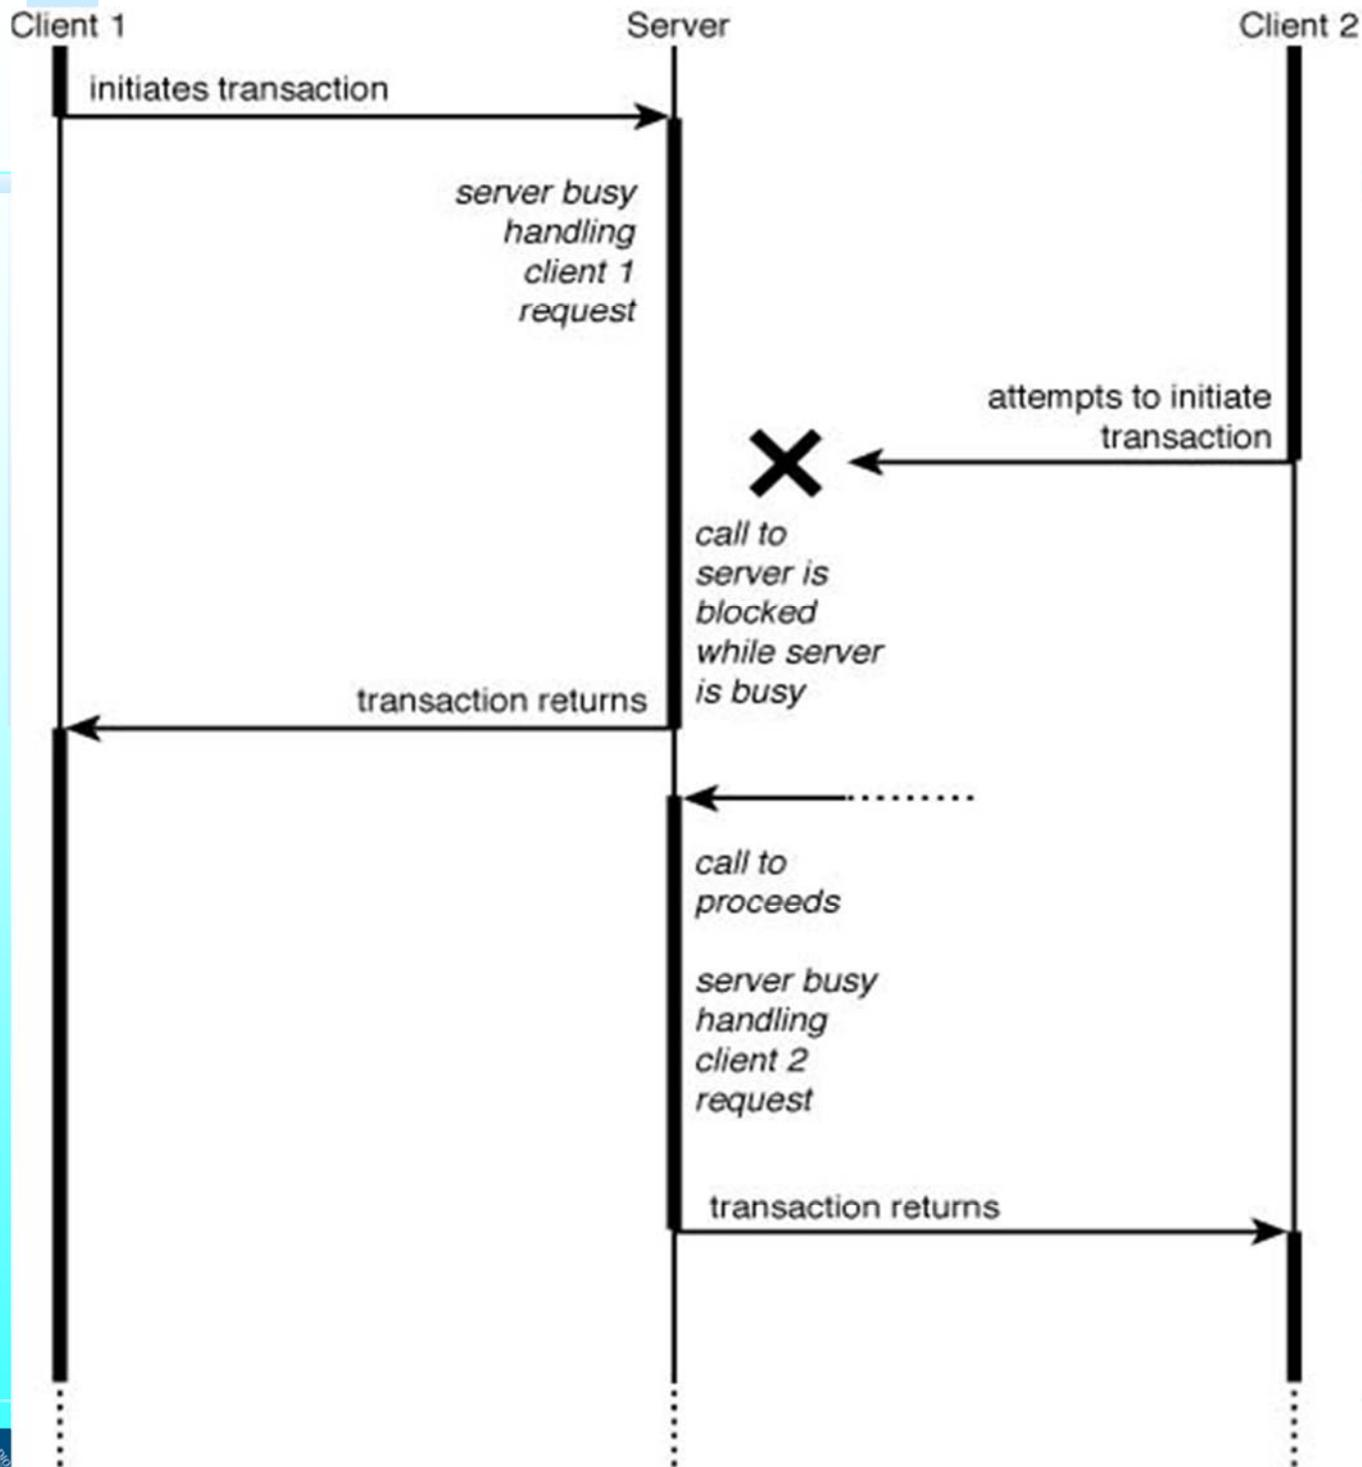 Client 1
Server
Client 2
initiates transaction
server busy
handling
client 1
request
attempts to initiate
transaction
call to
server is
blocked
while server
is busy
transaction returns
call to
proceeds
server busy
handling
client 2
request
transaction returns